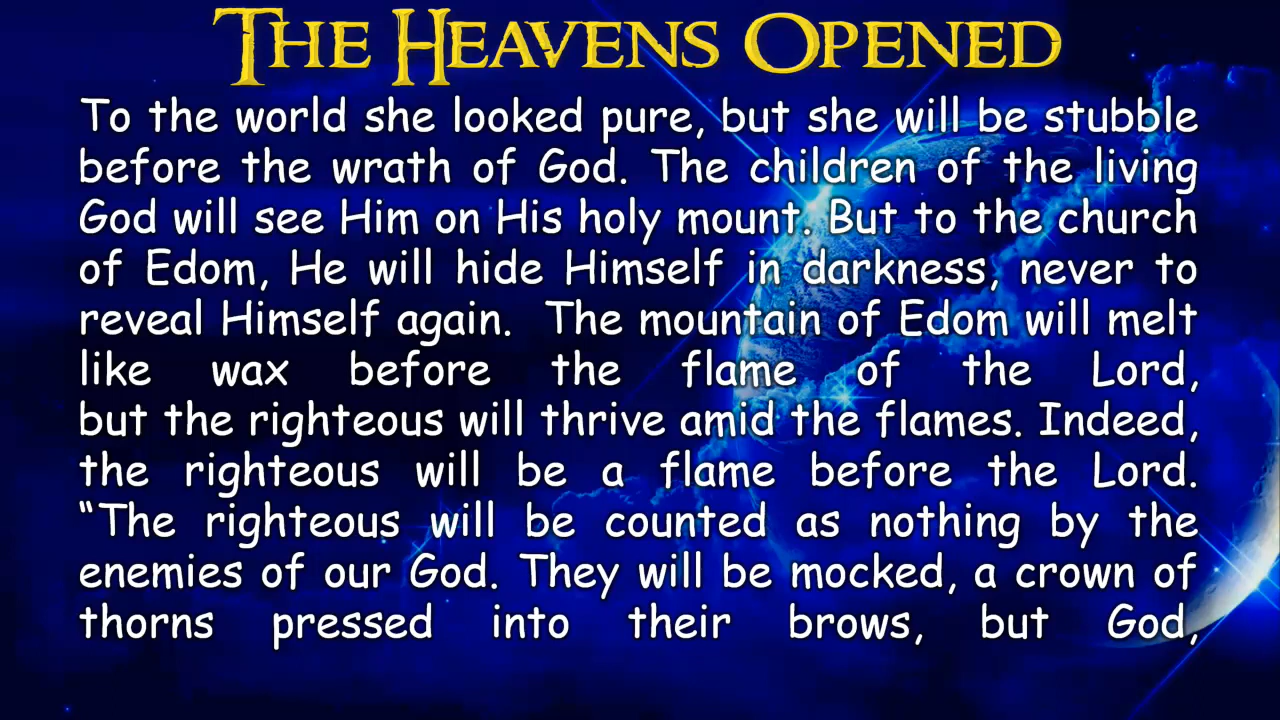 THE HEAVENS OPENED
To the world she looked pure, but she will be stubble
before the wrath of God. The children of the living
God will see Him on His holy mount. But to the church
of Edom, He will hide Himself in darkness, never to
reveal Himself again. The mountain of Edom will melt
like wax before the flame of the Lord,
but the righteous will thrive amid the flames. Indeed,
the righteous will be a flame before the Lord.
“The righteous will be counted as nothing by the
enemies of our God. They will be mocked, a crown of
thorns pressed into their brows, but God,